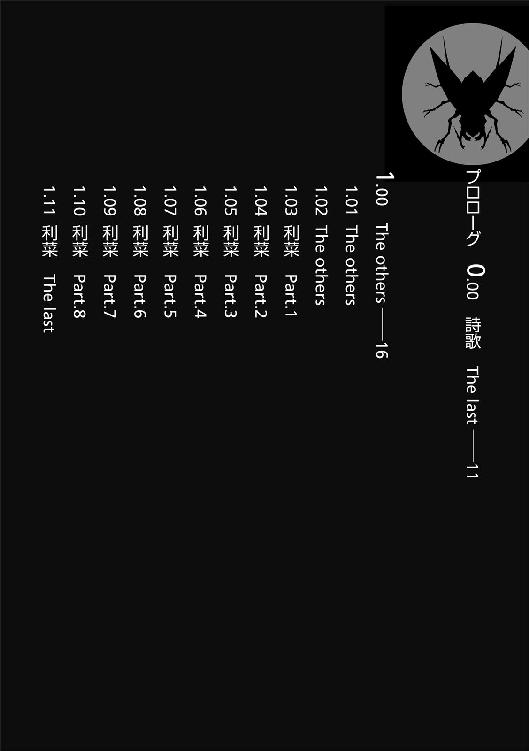 プロローグ 0.00 詩歌 The last ——11
1.00 The others ——16
1.01 The others
1.02 The others
1.03 利菜 Part.1
1.04 利菜 Part.2
1.05 利菜 Part.3
1.06 利菜 Part.4
1.07 利菜 Part.5
1.08 利菜 Part.6
1.09 利菜 Part.7
1.10 利菜 Part.8
1.11 利菜 The last